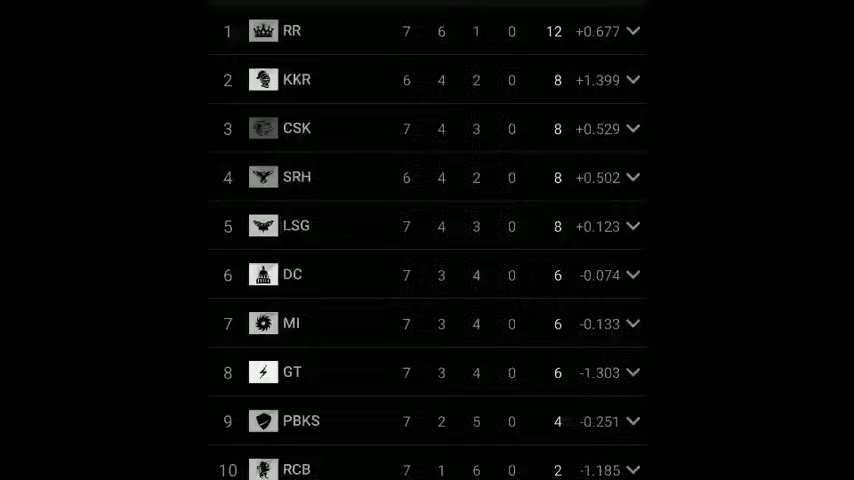 1 RR 7 6 1 0 12 +0.677
2 KKR 6 4 2 0 8 +1.399
3 CSK 7 4 3 0 8 +0.529
4 SRH 6 4 2 0 8 +0.502
5 LSG 7 4 3 0 8 +0.123
6 DC 7 3 4 0 6 -0.074
7 MI 7 3 4 0 6 -0.133
8 GT 7 3 4 0 6 -1.303
9 PBKS 7 2 5 0 4 -0.251
10 RCB 7 1 6 0 2 -1.185